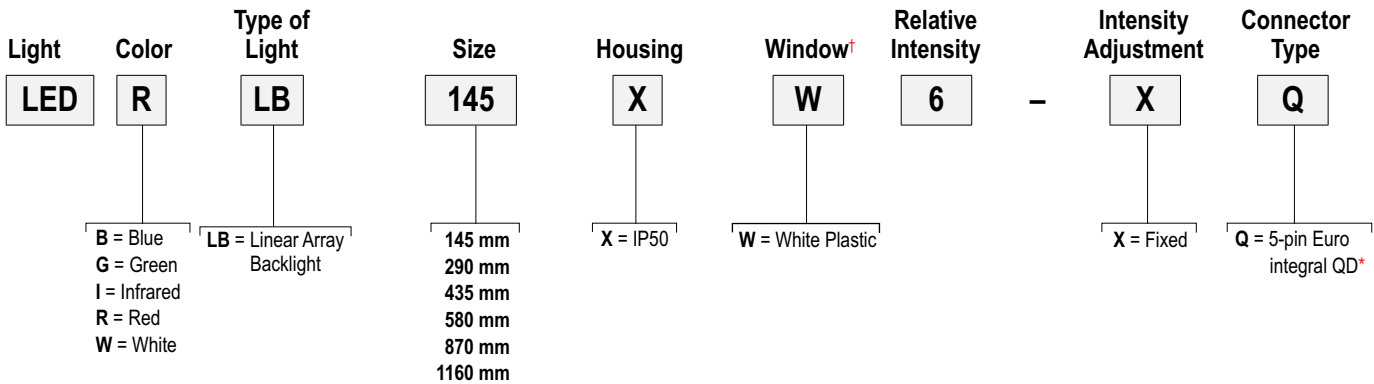 Light Color Type of Light Size Housing Window† Relative Intensity Intensity Adjustment Connector Type
LED R LB 145 X W 6 – X Q
B = Blue
G = Green
I = Infrared
R = Red
W = White
LB = Linear Array
Backlight
145 mm
290 mm
435 mm
580 mm
870 mm
1160 mm
X = IP50
W = White Plastic
X = Fixed
Q = 5-pin Euro
integral QD*